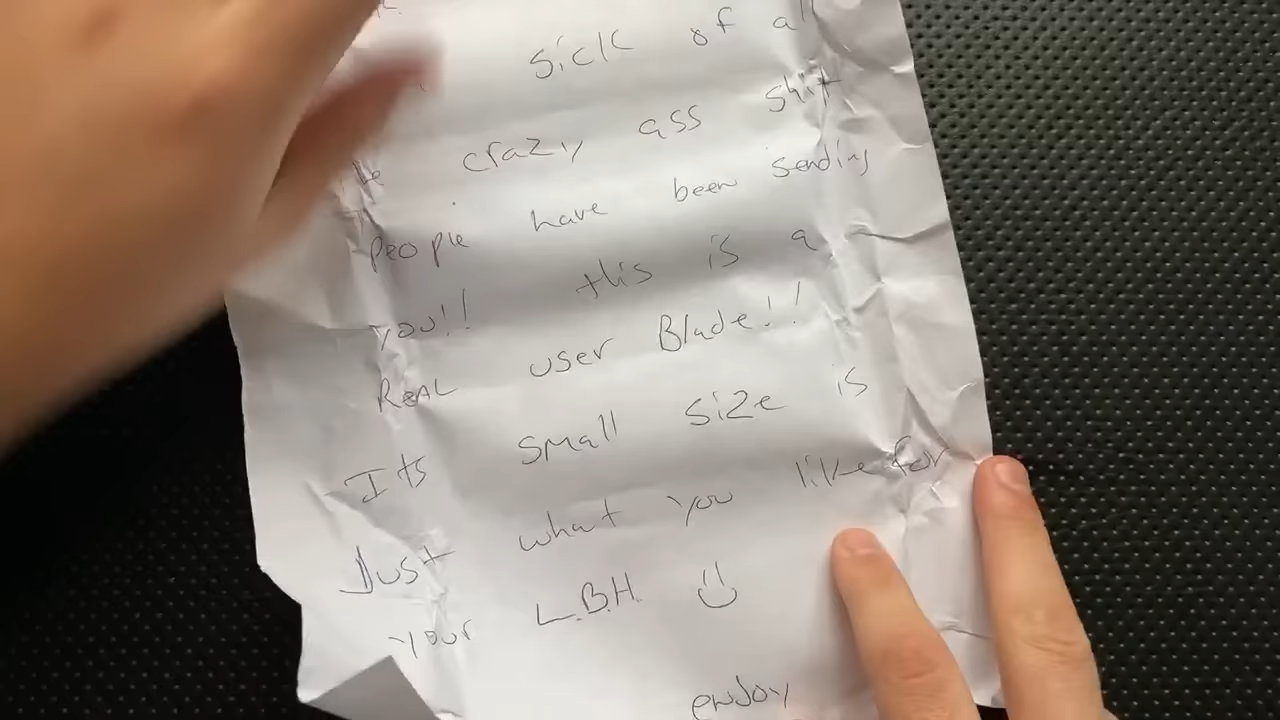 sick of all
the crazy ass shit
people have been sending
you!! this is a
ReAL user Blade!!
Its small size is
Just what you like for
your L.B.H. :)
enJoy